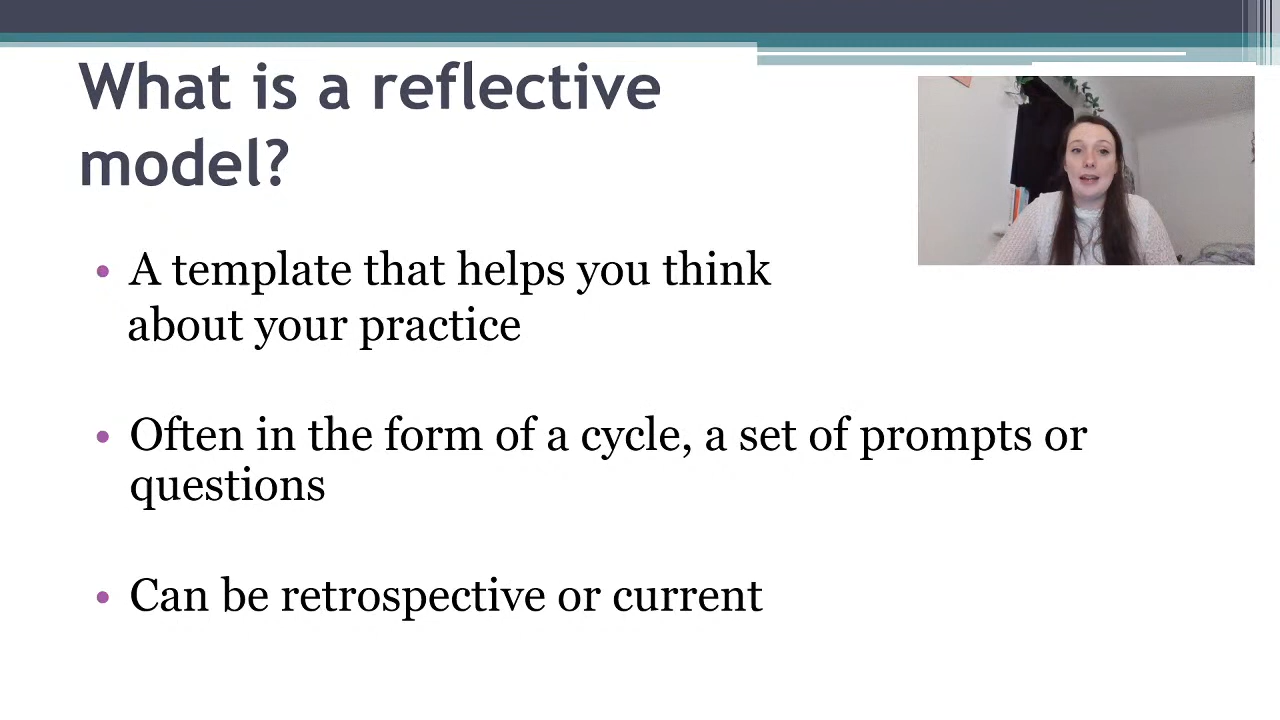 What is a reflective
model?
• A template that helps you think
about your practice
• Often in the form of a cycle, a set of prompts or
questions
• Can be retrospective or current